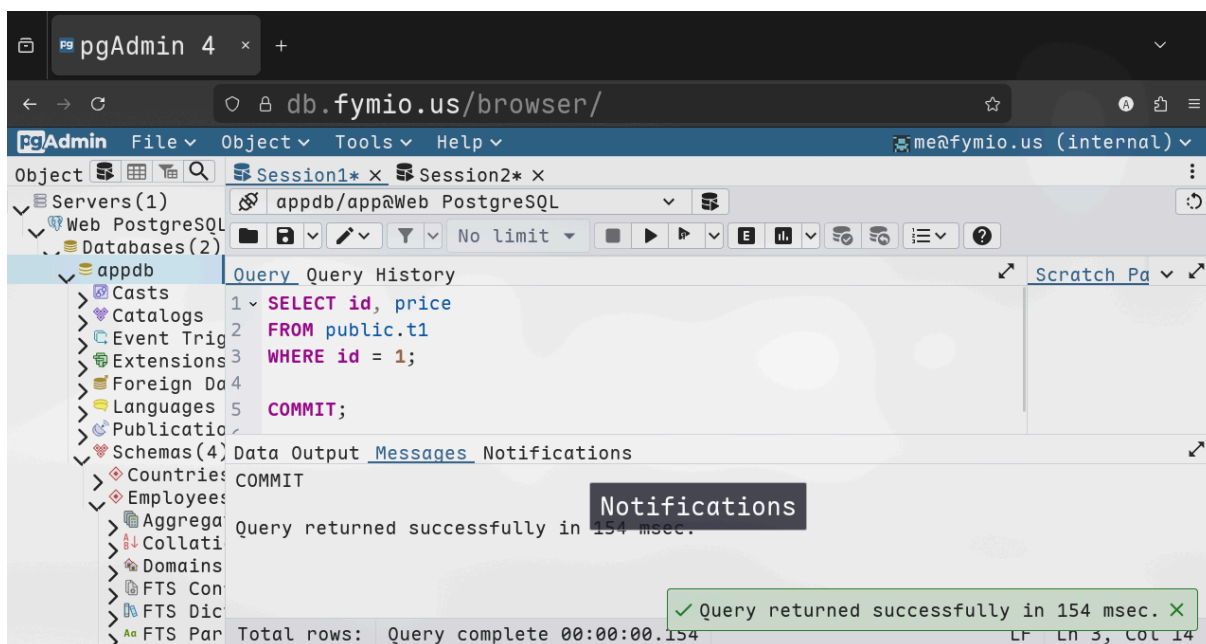 pgAdmin 4
db.fymio.us/browser/
pgAdmin File Object Tools Help me@fymio.us (internal)
Object Session1* Session2*
Servers(1)
appdb/app@Web PostgreSQL
Web PostgreSQL
No limit
Databases(2)
appdb
Query Query History Scratch Pa
Casts
Catalogs
Event Trig
Extensions
Foreign Da
Languages
Publicatio
Schemas(4)
Countries
Employees
Aggrega
Collati
Domains
FTS Con
FTS Dic
FTS Par
1 SELECT id, price
2 FROM public.t1
3 WHERE id = 1;
4
5 COMMIT;
Data Output Messages Notifications
COMMIT
Notifications
Query returned successfully in 154 msec.
Query returned successfully in 154 msec.
Total rows: Query complete 00:00:00.154 LF Ln 3, Col 14